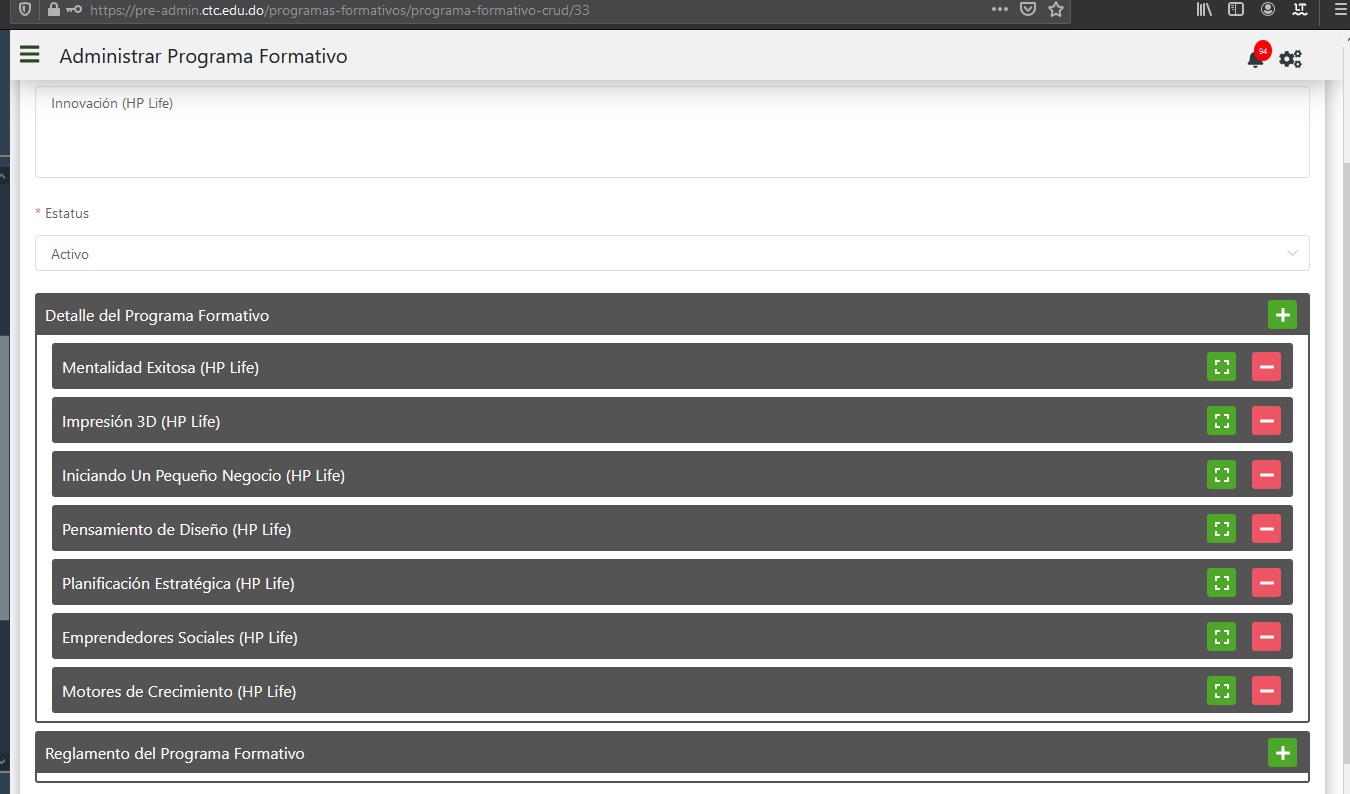 https://pre-admin.ctc.edu.do/programas-formativos/programa-formativo-crud/33
Administrar Programa Formativo
94
Innovación (HP Life)
* Estatus
Activo
Detalle del Programa Formativo
Mentalidad Exitosa (HP Life)
Impresión 3D (HP Life)
Iniciando Un Pequeño Negocio (HP Life)
Pensamiento de Diseño (HP Life)
Planificación Estratégica (HP Life)
Emprendedores Sociales (HP Life)
Motores de Crecimiento (HP Life)
Reglamento del Programa Formativo